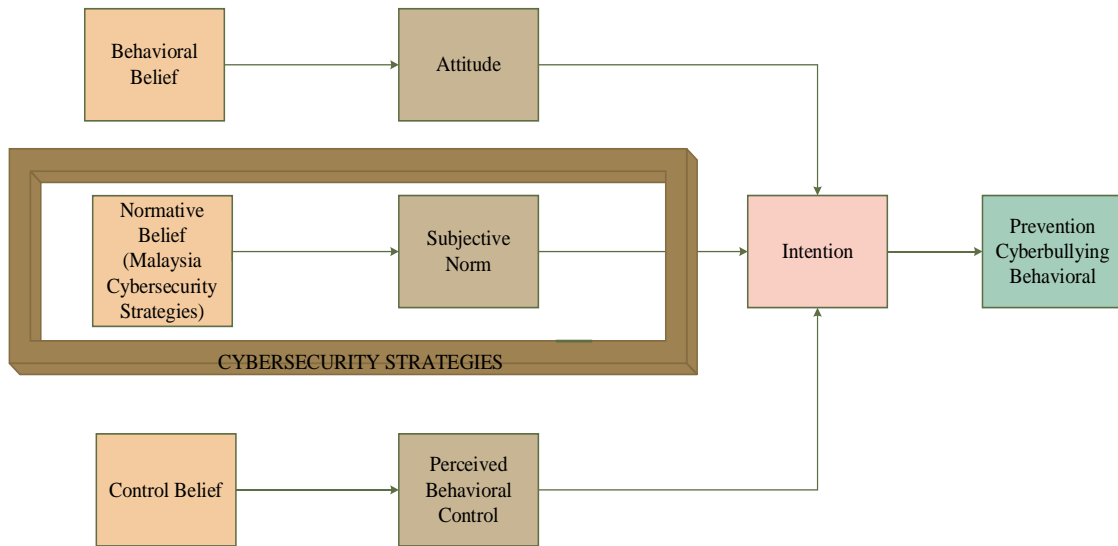 Behavioral
Belief
Attitude
Normative
Belief
(Malaysia
Cybersecurity
Strategies)
Subjective
Norm
Intention
Prevention
Cyberbullying
Behavioral
CYBERSECURITY STRATEGIES
Control Belief
Perceived
Behavioral
Control